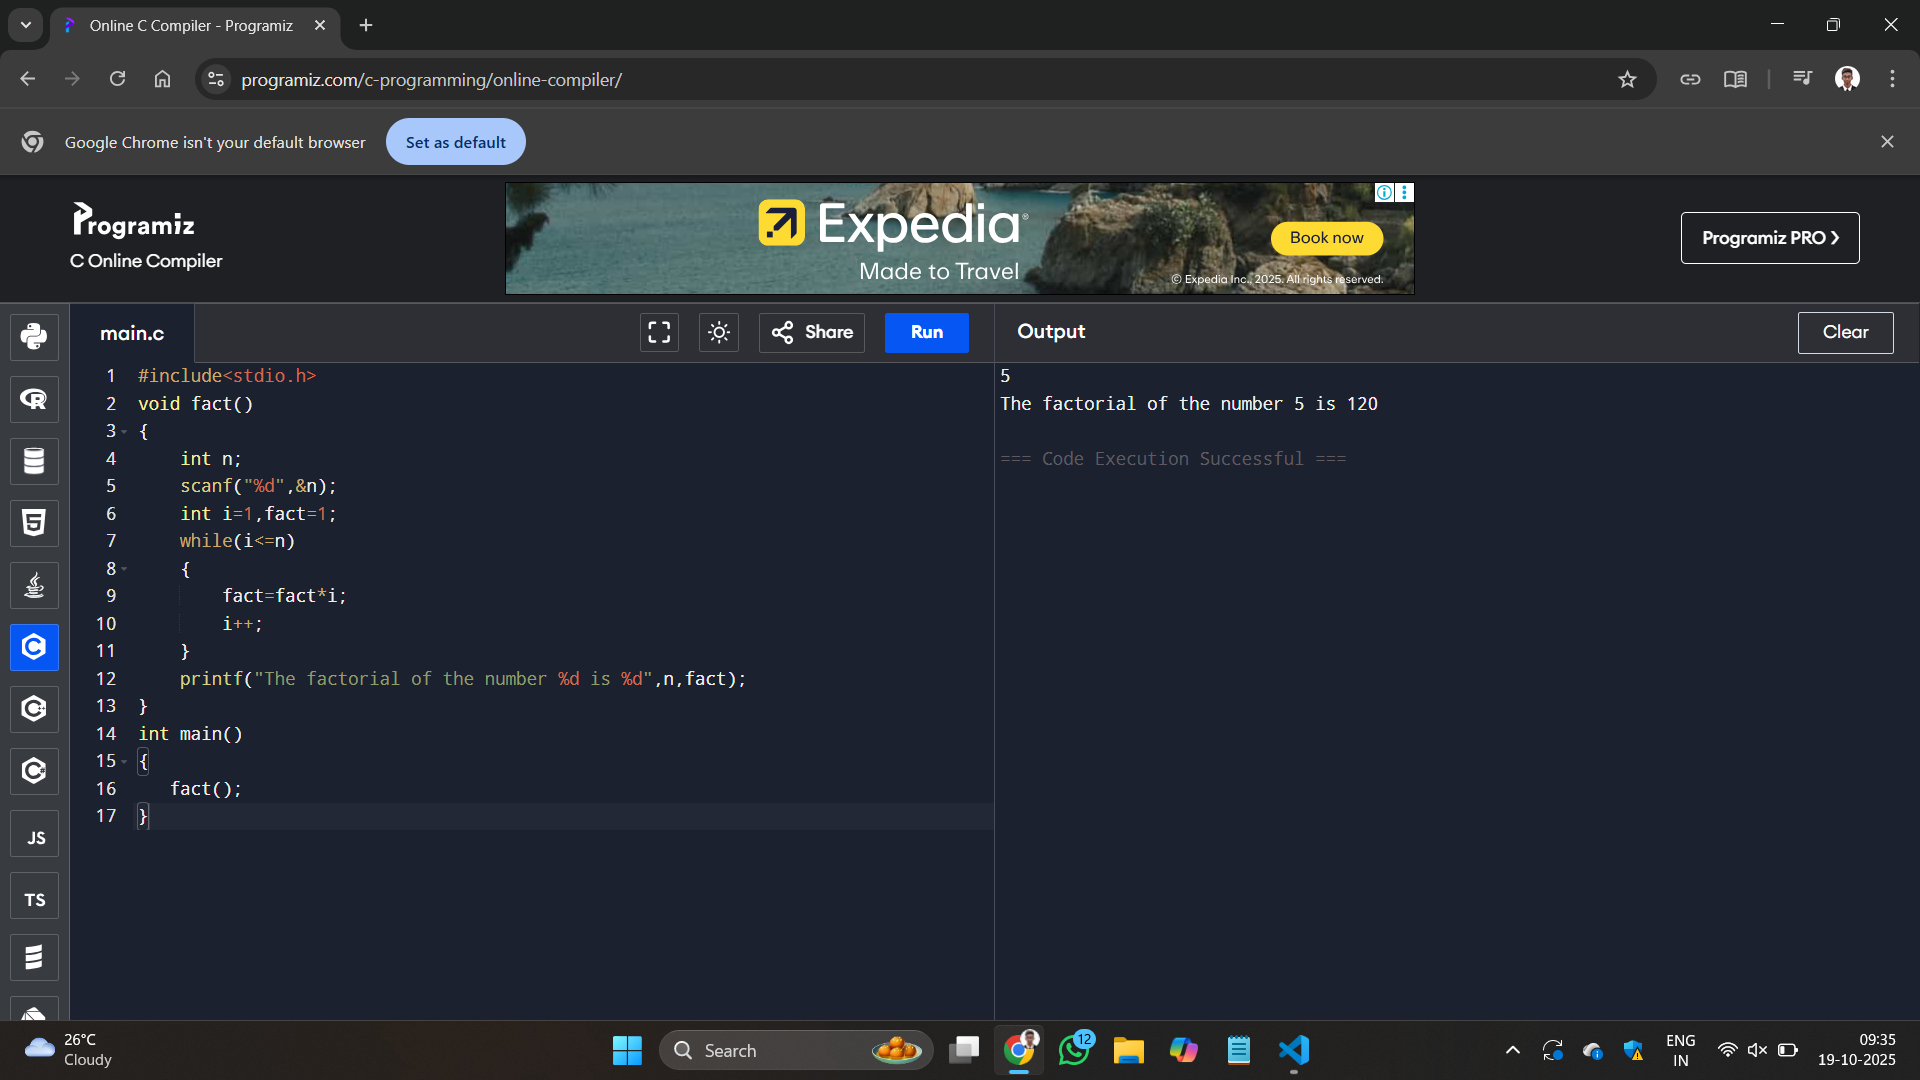 Online C Compiler - Programiz
programiz.com/c-programming/online-compiler/
Google Chrome isn't your default browser
Set as default
Programiz
C Online Compiler
Expedia®
Made to Travel
Book now
© Expedia Inc., 2025. All rights reserved.
Programiz PRO ❯
main.c
Share
Run
Output
Clear
1 #include<stdio.h>
2 void fact()
3 {
4     int n;
5     scanf("%d",&n);
6     int i=1,fact=1;
7     while(i<=n)
8     {
9         fact=fact*i;
10         i++;
11     }
12     printf("The factorial of the number %d is %d",n,fact);
13 }
14 int main()
15 {
16    fact();
17 }
5
The factorial of the number 5 is 120
=== Code Execution Successful ===
JS
TS
26°C
Cloudy
Search
12
ENG
IN
09:35
19-10-2025